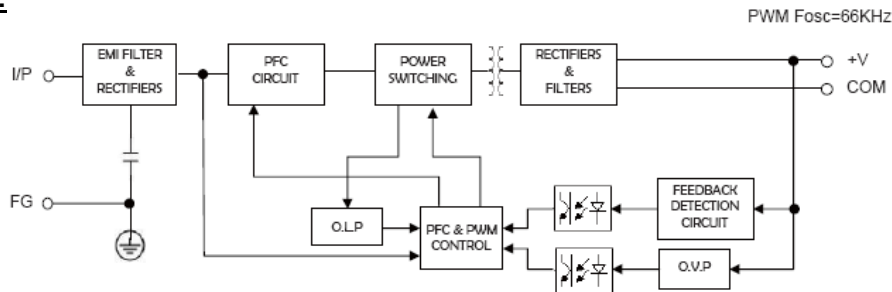 PWM Fosc=66KHz
I/P
EMI FILTER
&
RECTIFIERS
PFC
CIRCUIT
POWER
SWITCHING
RECTIFIERS
&
FILTERS
+V
COM
FG
O.L.P
PFC & PWM
CONTROL
FEEDBACK
DETECTION
CIRCUIT
O.V.P